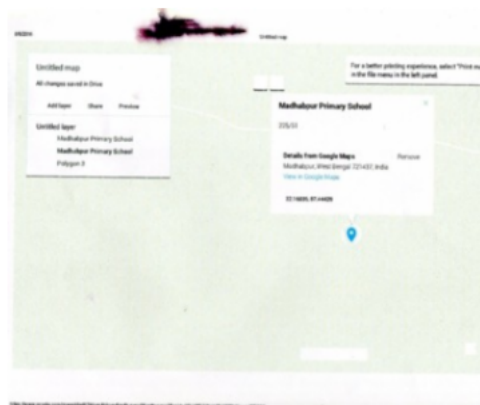 Untitled map
For a better printing experience, select "Print map"
in the file menu in the left panel.
Untitled map
All changes saved in Drive
Add layer Share Preview
Untitled layer
Madhabpur Primary School
Madhabpur Primary School
Polygon 3
Madhabpur Primary School
Details from Google Maps Remove
Madhabpur, West Bengal 721437, India
View in Google Maps